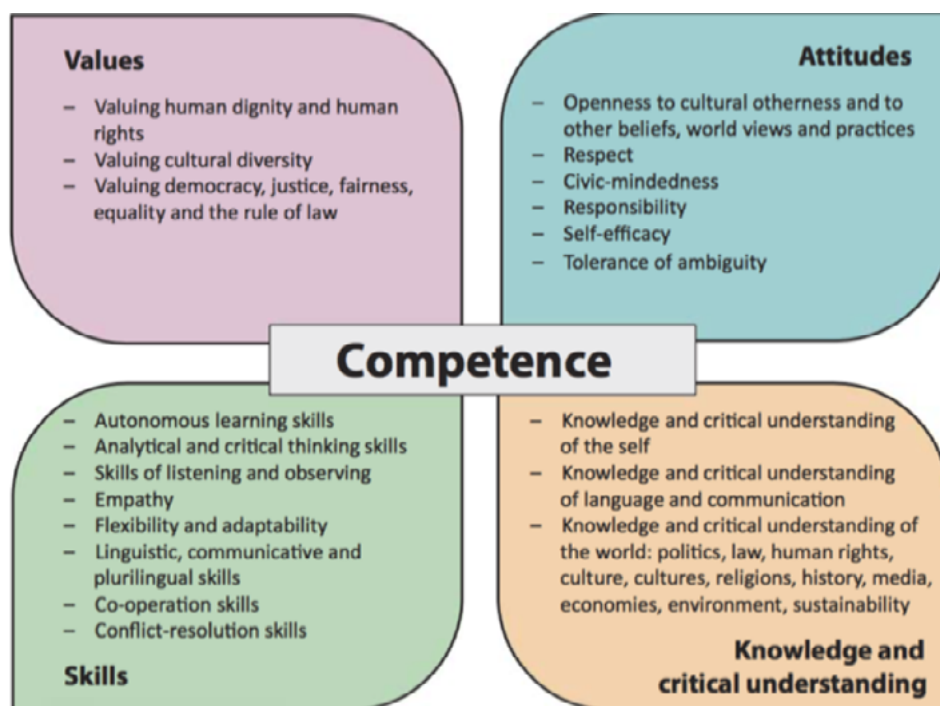 Values
– Valuing human dignity and human
rights
– Valuing cultural diversity
– Valuing democracy, justice, fairness,
equality and the rule of law
Attitudes
– Openness to cultural otherness and to
other beliefs, world views and practices
– Respect
– Civic-mindedness
– Responsibility
– Self-efficacy
– Tolerance of ambiguity
Competence
– Autonomous learning skills
– Analytical and critical thinking skills
– Skills of listening and observing
– Empathy
– Flexibility and adaptability
– Linguistic, communicative and
plurilingual skills
– Co-operation skills
– Conflict-resolution skills
Skills
– Knowledge and critical understanding
of the self
– Knowledge and critical understanding
of language and communication
– Knowledge and critical understanding of
the world: politics, law, human rights,
culture, cultures, religions, history, media,
economies, environment, sustainability
Knowledge and
critical understanding